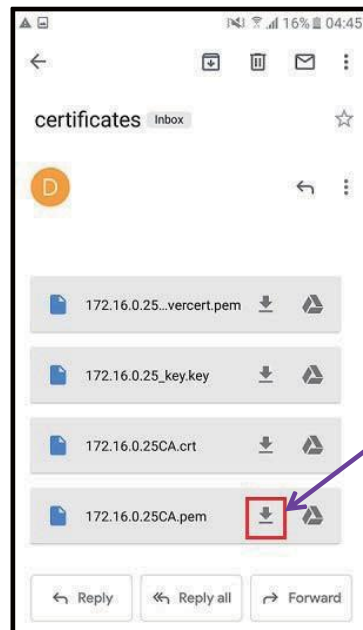 16% 04:45
certificates Inbox
D
172.16.0.25...vercert.pem
172.16.0.25_key.key
172.16.0.25CA.crt
172.16.0.25CA.pem
Reply Reply all Forward